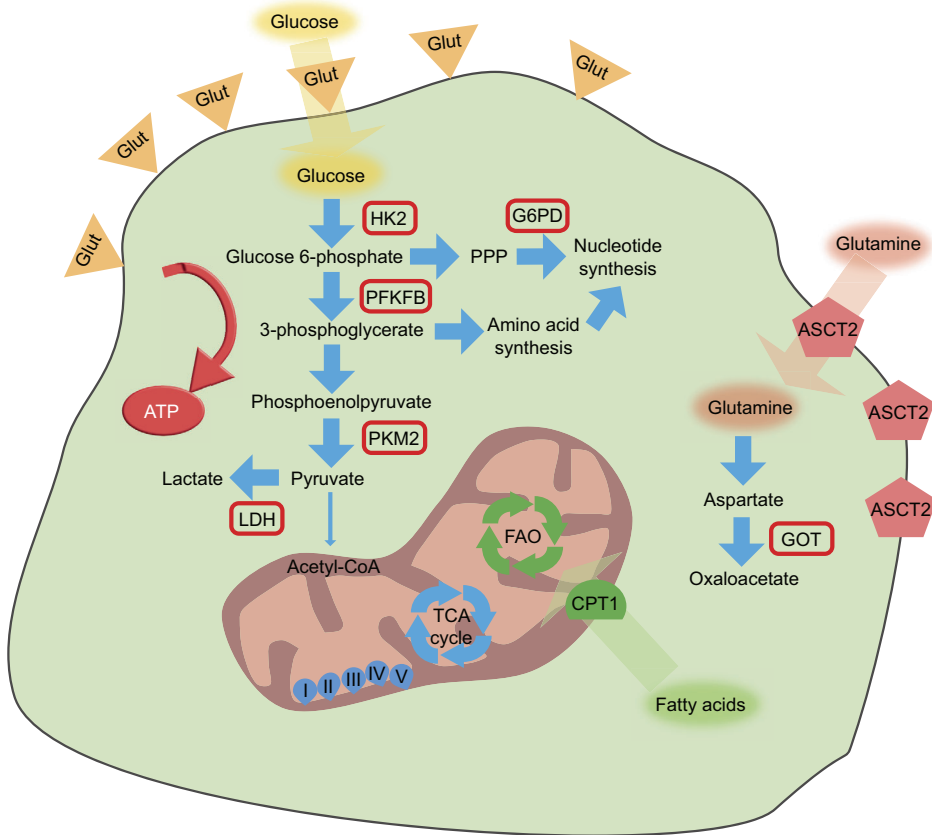 Glucose
Glut
Glut
Glut
Glut
Glut
Glut
Glut
Glucose
HK2
G6PD
Glucose 6-phosphate
PPP
Nucleotide
synthesis
Glutamine
PFKFB
3-phosphoglycerate
Amino acid
synthesis
ASCT2
ATP
Phosphoenolpyruvate
Glutamine
ASCT2
PKM2
Lactate
Pyruvate
Aspartate
ASCT2
LDH
FAO
GOT
Acetyl-CoA
Oxaloacetate
CPT1
TCA
cycle
I
II
III
IV
V
Fatty acids